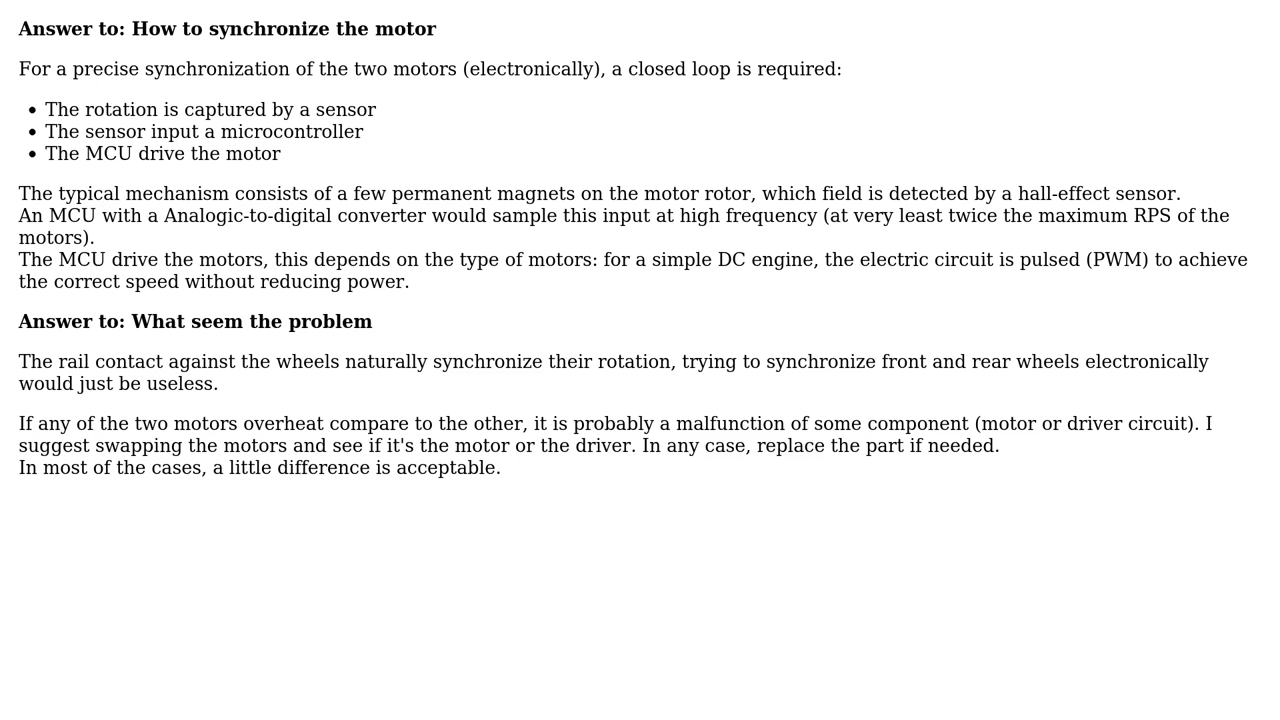 Answer to: How to synchronize the motor
For a precise synchronization of the two motors (electronically), a closed loop is required:
• The rotation is captured by a sensor
• The sensor input a microcontroller
• The MCU drive the motor
The typical mechanism consists of a few permanent magnets on the motor rotor, which field is detected by a hall-effect sensor.
An MCU with a Analogic-to-digital converter would sample this input at high frequency (at very least twice the maximum RPS of the
motors).
The MCU drive the motors, this depends on the type of motors: for a simple DC engine, the electric circuit is pulsed (PWM) to achieve
the correct speed without reducing power.
Answer to: What seem the problem
The rail contact against the wheels naturally synchronize their rotation, trying to synchronize front and rear wheels electronically
would just be useless.
If any of the two motors overheat compare to the other, it is probably a malfunction of some component (motor or driver circuit). I
suggest swapping the motors and see if it's the motor or the driver. In any case, replace the part if needed.
In most of the cases, a little difference is acceptable.